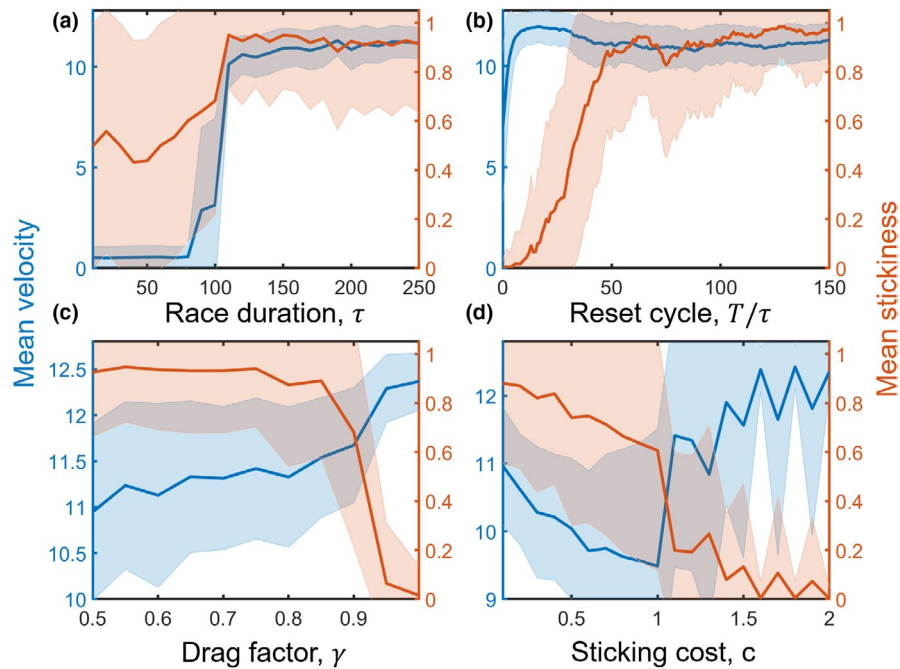 (a)
10
5
0
1
0.8
0.6
0.4
0.2
0
50 100 150 200 250
Race duration, τ
(b)
10
5
0
1
0.8
0.6
0.4
0.2
0
0 50 100 150
Reset cycle, T/τ
Mean velocity
Mean stickiness
(c)
12.5
12
11.5
11
10.5
10
1
0.8
0.6
0.4
0.2
0
0.5 0.6 0.7 0.8 0.9
Drag factor, γ
(d)
12
11
10
9
1
0.8
0.6
0.4
0.2
0
0.5 1 1.5 2
Sticking cost, c